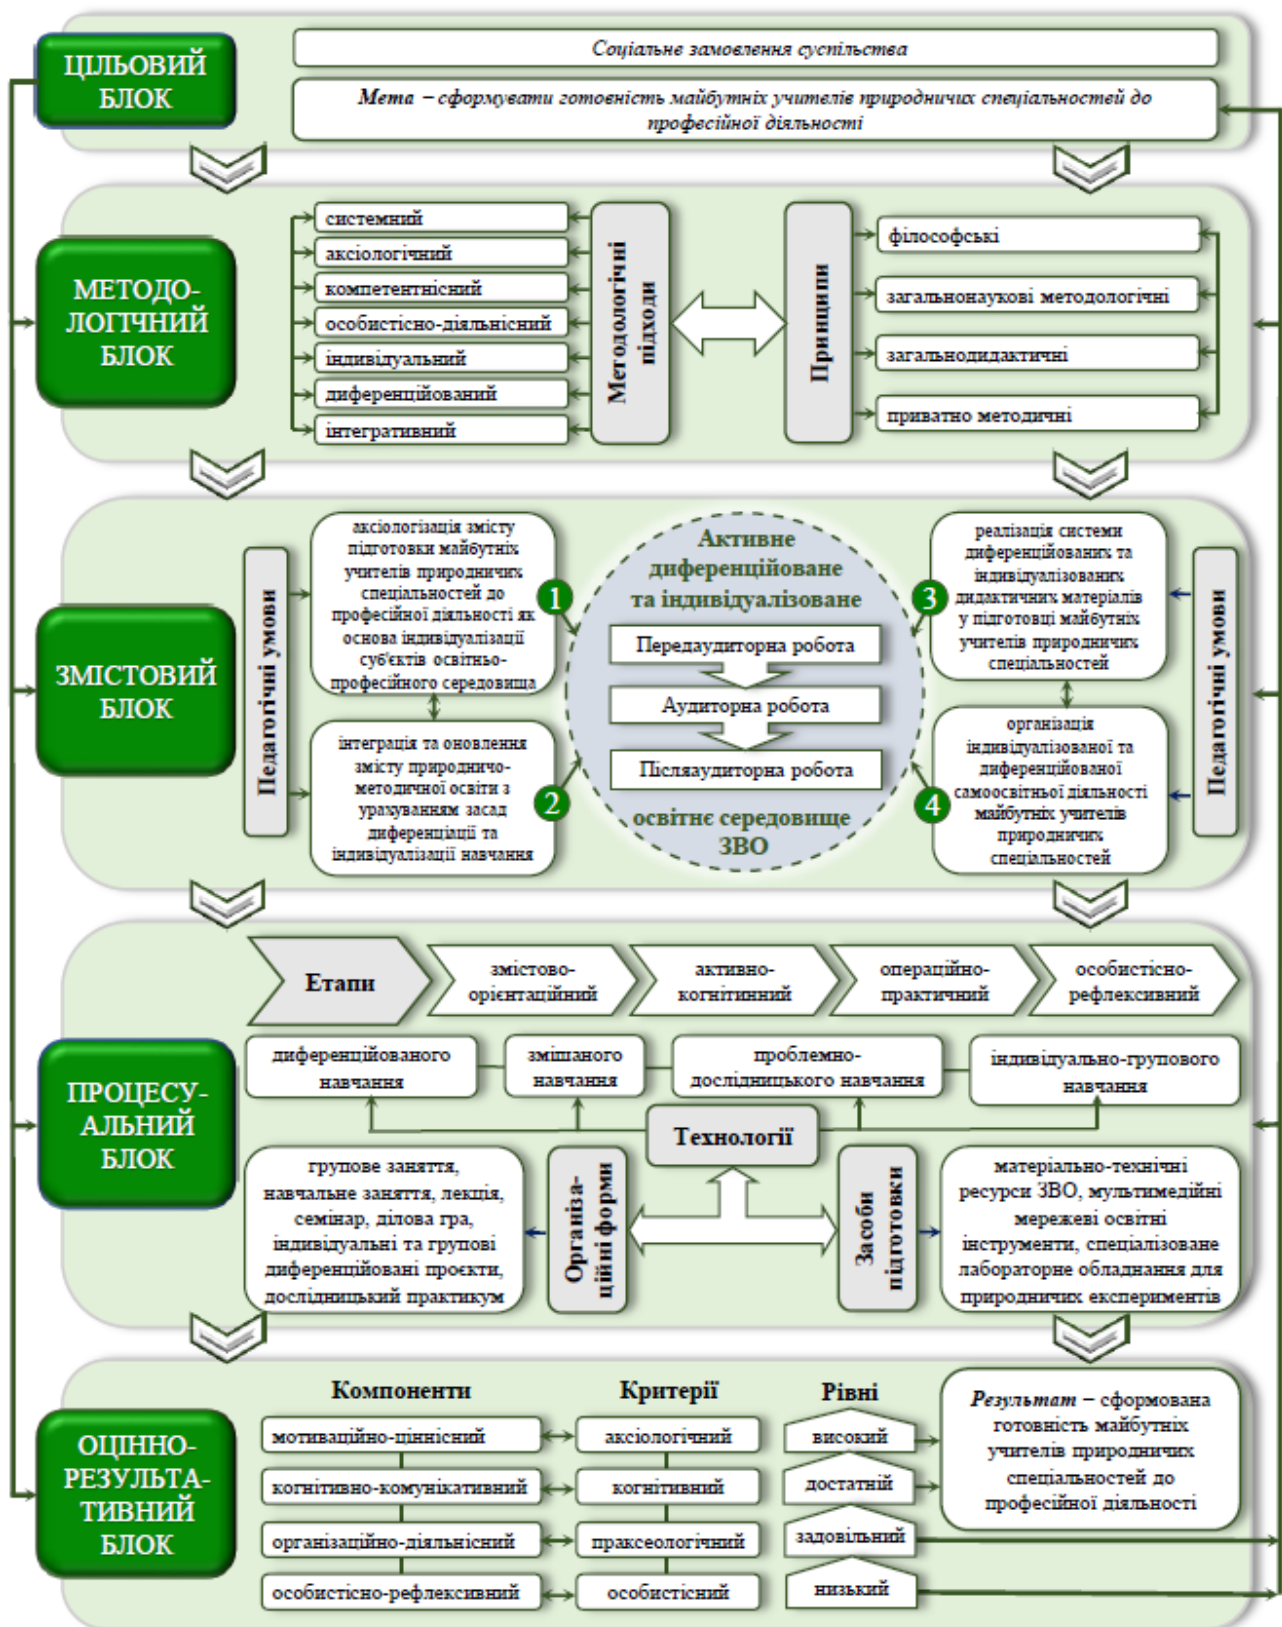 ЦІЛЬОВИЙ
БЛОК
Соціальне замовлення суспільства
Мета – сформувати готовність майбутніх учителів природничих спеціальностей до
професійної діяльності
МЕТОДО-
ЛОГІЧНИЙ
БЛОК
системний
аксіологічний
компетентнісний
особистісно-діяльнісний
індивідуальний
диференційований
інтегративний
Методологічні
підходи
Принципи
філософські
загальнонаукові методологічні
загальнодидактичні
приватно методичні
ЗМІСТОВИЙ
БЛОК
Педагогічні умови
аксіологізація змісту
підготовки майбутніх
учителів природничих
спеціальностей до
професійної діяльності як
основа індивідуалізації
суб'єктів освітньо-
професійного середовища
1
інтеграція та оновлення
змісту природничо-
методичної освіти з
урахуванням засад
диференціації та
індивідуалізації навчання
2
Активне
диференційоване
та індивідуалізоване
Передаудиторна робота
Аудиторна робота
Післяаудиторна робота
освітнє середовище
ЗВО
3
реалізація системи
диференційованих та
індивідуалізованих
дидактичних матеріалів
у підготовці майбутніх
учителів природничих
спеціальностей
4
організація
індивідуалізованої та
диференційованої
самоосвітньої діяльності
майбутніх учителів
природничих
спеціальностей
Педагогічні умови
ПРОЦЕСУ-
АЛЬНИЙ
БЛОК
Етапи
змістово-
орієнтаційний
активно-
когнітинний
операційно-
практичний
особистісно-
рефлексивний
диференційованого
навчання
змішаного
навчання
проблемно-
дослідницького навчання
індивідуально-групового
навчання
Технології
групове заняття,
навчальне заняття, лекція,
семінар, ділова гра,
індивідуальні та групові
диференційовані проєкти,
дослідницький практикум
Організа-
ційні форми
Засоби
підготовки
матеріально-технічні
ресурси ЗВО, мультимедійні
мережеві освітні
інструменти, спеціалізоване
лабораторне обладнання для
природничих експериментів
ОЦІННО-
РЕЗУЛЬТА-
ТИВНИЙ
БЛОК
Компоненти
мотиваційно-ціннісний
когнітивно-комунікативний
організаційно-діяльнісний
особистісно-рефлексивний
Критерії
аксіологічний
когнітивний
праксеологічний
особистісний
Рівні
високий
достатній
задовільний
низький
Результат – сформована
готовність майбутніх
учителів природничих
спеціальностей до
професійної діяльності